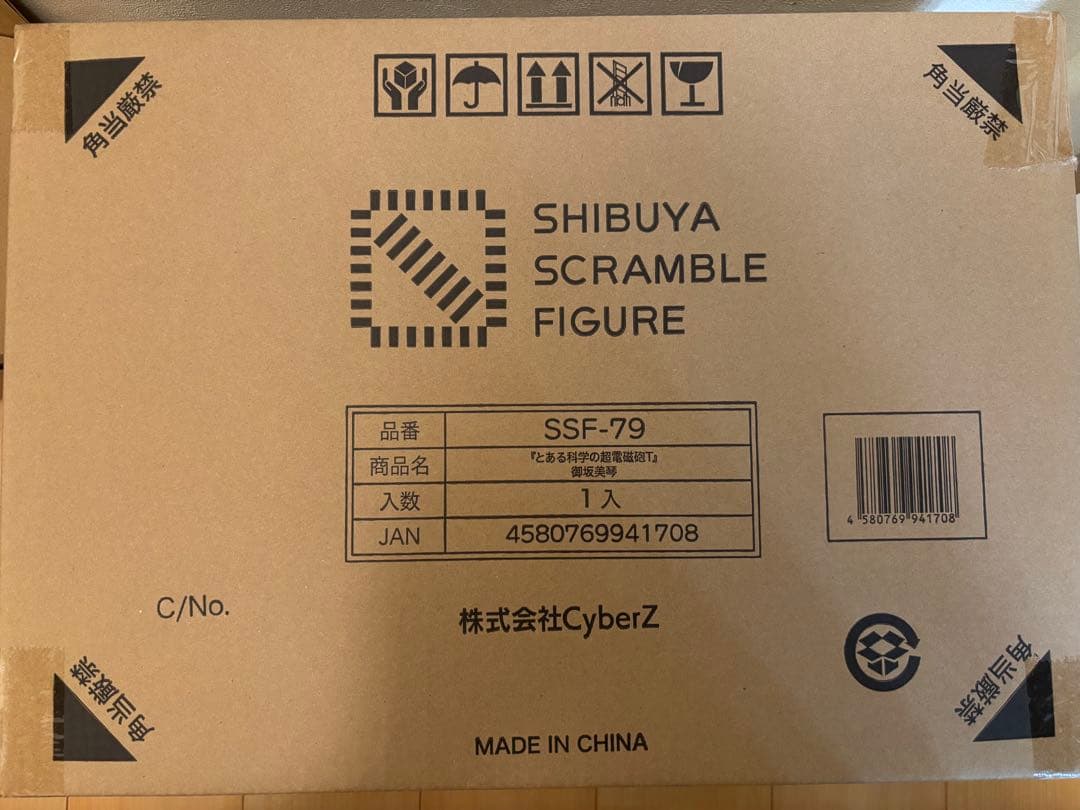 角当厳禁
角当厳禁
SHIBUYA
SCRAMBLE
FIGURE
品番 SSF-79
商品名 『とある科学の超電磁砲T』
御坂美琴
入数 1入
JAN 4580769941708
4 580769 941708
C/No.
株式会社CyberZ
角当厳禁
角当厳禁
MADE IN CHINA